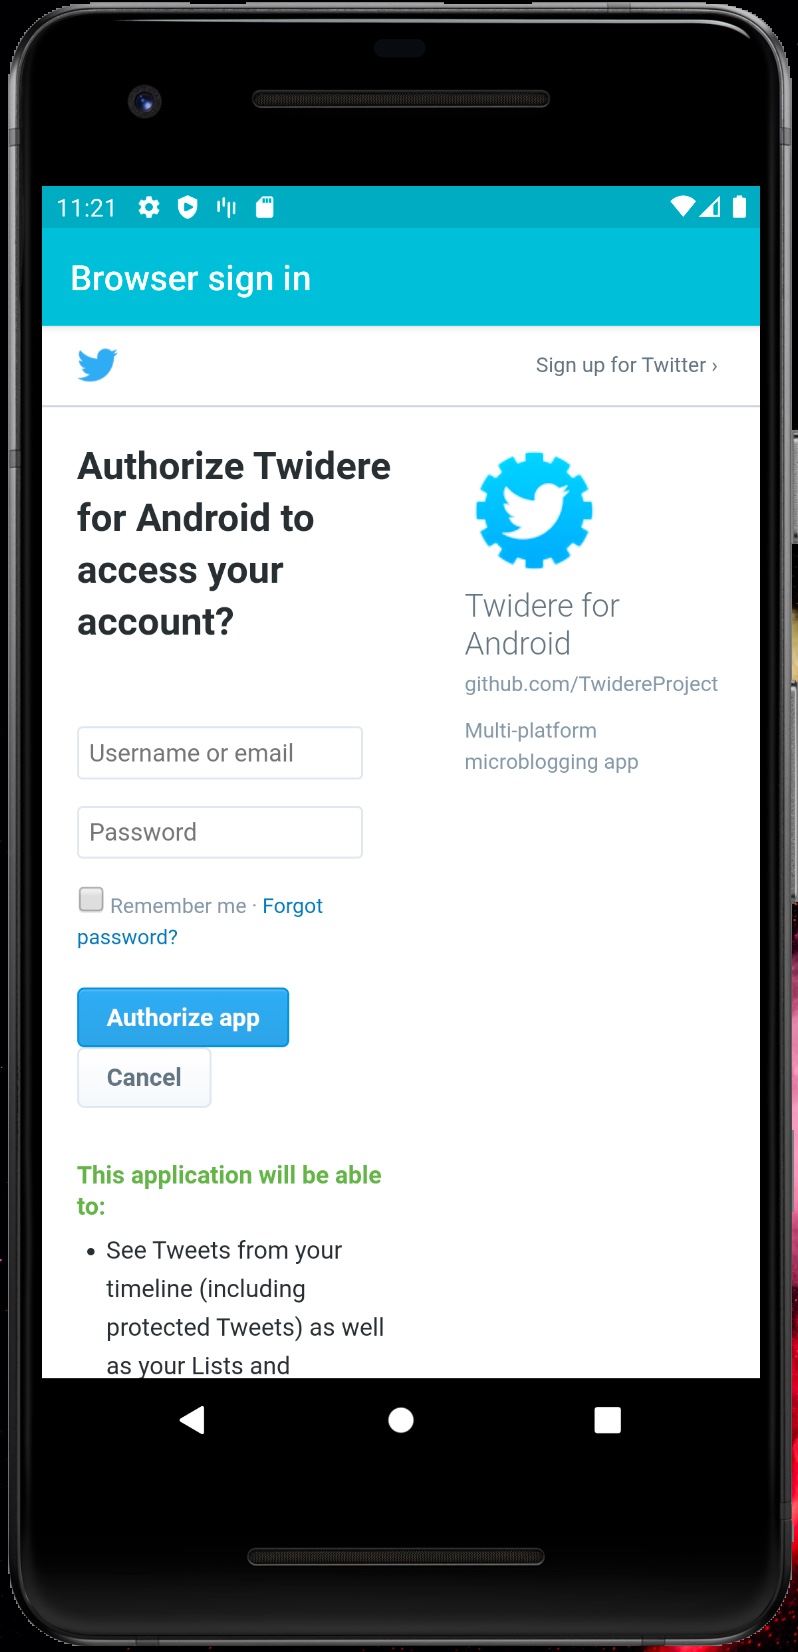 11:21
Browser sign in
Sign up for Twitter ›
Authorize Twidere
for Android to
access your
account?
Twidere for
Android
github.com/TwidereProject
Multi-platform
microblogging app
Username or email
Password
Remember me · Forgot
password?
Authorize app
Cancel
This application will be able
to:
• See Tweets from your
timeline (including
protected Tweets) as well
as your Lists and